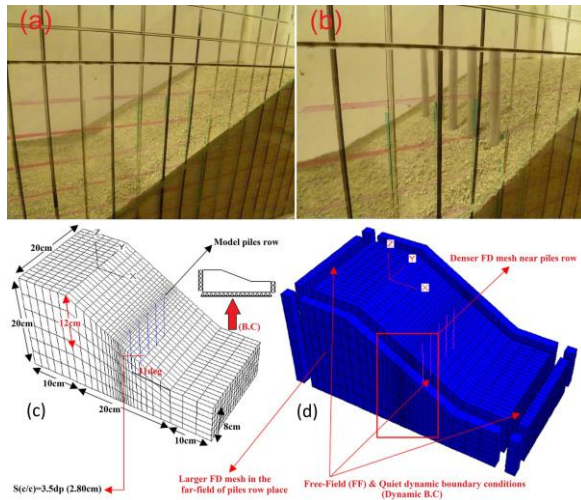 (a)
(b)
20cm
Z
Y
X
Model piles row
20cm
12cm
(B.C)
31deg
10cm
20cm
10cm
8cm
(c)
S(c/c)=3.5dp (2.80cm)
Z
Y
X
Denser FD mesh near piles row
(d)
Larger FD mesh in the
far-field of piles row place
Free-Field (FF) & Quiet dynamic boundary conditions
(Dynamic B.C)